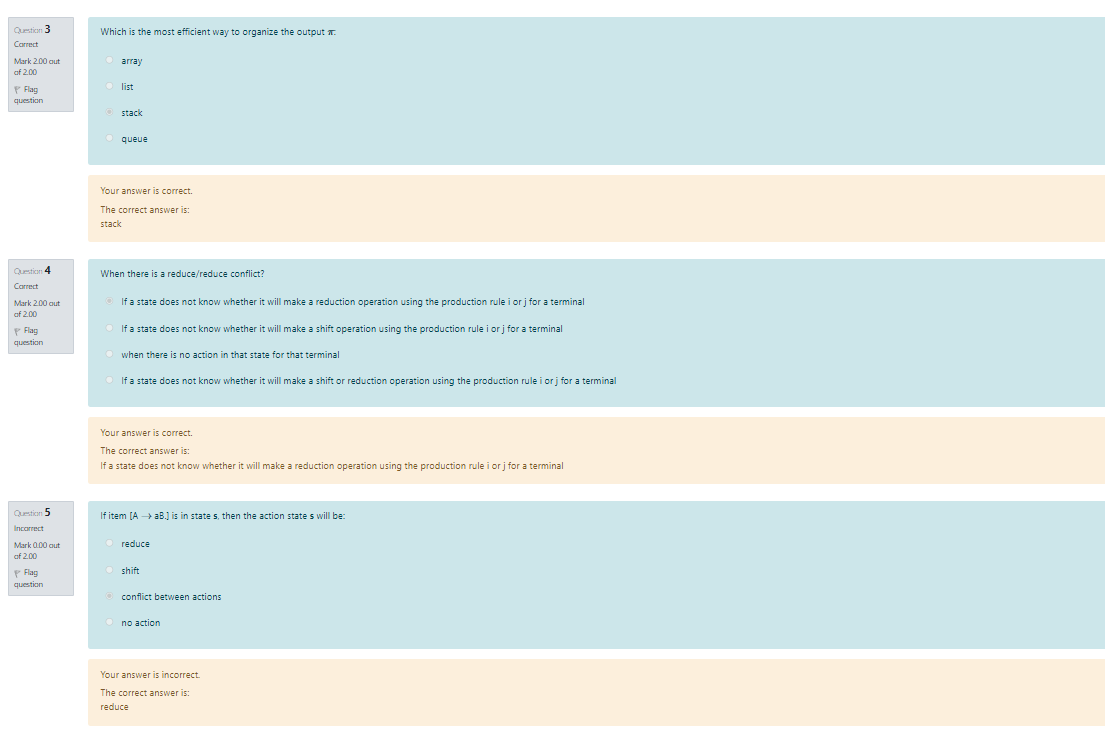 Question 3
Correct
Mark 2.00 out
of 2.00
Flag
question
Which is the most efficient way to organize the output π:
array
list
stack
queue
Your answer is correct.
The correct answer is:
stack
Question 4
Correct
Mark 2.00 out
of 2.00
Flag
question
When there is a reduce/reduce conflict?
If a state does not know whether it will make a reduction operation using the production rule i or j for a terminal
If a state does not know whether it will make a shift operation using the production rule i or j for a terminal
when there is no action in that state for that terminal
If a state does not know whether it will make a shift or reduction operation using the production rule i or j for a terminal
Your answer is correct.
The correct answer is:
If a state does not know whether it will make a reduction operation using the production rule i or j for a terminal
Question 5
Incorrect
Mark 0.00 out
of 2.00
Flag
question
If item [A → aB.] is in state s, then the action state s will be:
reduce
shift
conflict between actions
no action
Your answer is incorrect.
The correct answer is:
reduce